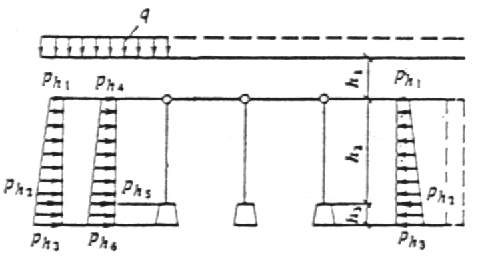 q
p_h1 p_h4 h_1 p_h1
h_2
p_h2 p_h5 p_h2
p_h3 p_h6 h_3 p_h3